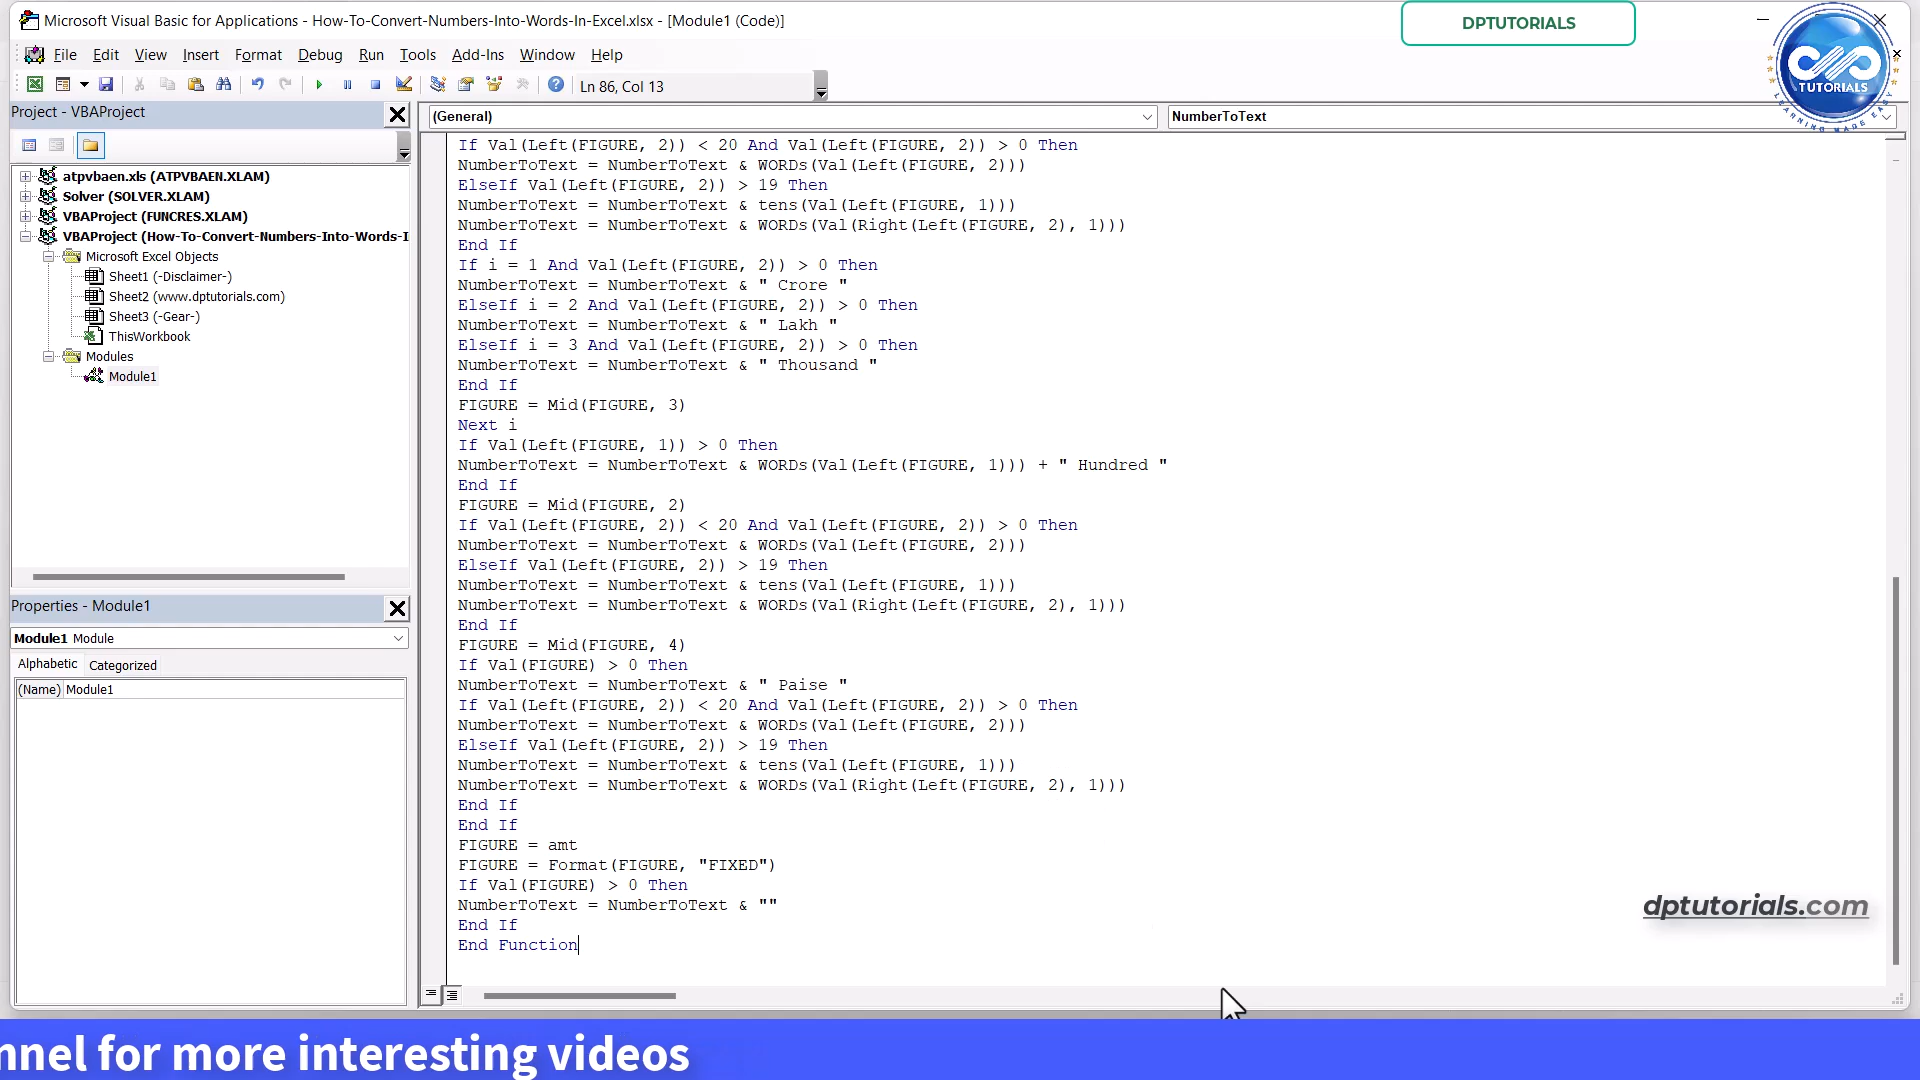 Microsoft Visual Basic for Applications - How-To-Convert-Numbers-Into-Words-In-Excel.xlsx - [Module1 (Code)]
DPTUTORIALS
File Edit View Insert Format Debug Run Tools Add-Ins Window Help
Ln 86, Col 13
TUTORIALS
LEARNING MADE EASY
Project - VBAProject
(General)
NumberToText
atpvbaen.xls (ATPVBAEN.XLAM)
Solver (SOLVER.XLAM)
VBAProject (FUNCRES.XLAM)
VBAProject (How-To-Convert-Numbers-Into-Words-I
Microsoft Excel Objects
Sheet1 (-Disclaimer-)
Sheet2 (www.dptutorials.com)
Sheet3 (-Gear-)
ThisWorkbook
Modules
Module1
Properties - Module1
Module1 Module
Alphabetic Categorized
(Name) Module1
If Val(Left(FIGURE, 2)) < 20 And Val(Left(FIGURE, 2)) > 0 Then
NumberToText = NumberToText & WORDs(Val(Left(FIGURE, 2)))
ElseIf Val(Left(FIGURE, 2)) > 19 Then
NumberToText = NumberToText & tens(Val(Left(FIGURE, 1)))
NumberToText = NumberToText & WORDs(Val(Right(Left(FIGURE, 2), 1)))
End If
If i = 1 And Val(Left(FIGURE, 2)) > 0 Then
NumberToText = NumberToText & " Crore "
ElseIf i = 2 And Val(Left(FIGURE, 2)) > 0 Then
NumberToText = NumberToText & " Lakh "
ElseIf i = 3 And Val(Left(FIGURE, 2)) > 0 Then
NumberToText = NumberToText & " Thousand "
End If
FIGURE = Mid(FIGURE, 3)
Next i
If Val(Left(FIGURE, 1)) > 0 Then
NumberToText = NumberToText & WORDs(Val(Left(FIGURE, 1))) + " Hundred "
End If
FIGURE = Mid(FIGURE, 2)
If Val(Left(FIGURE, 2)) < 20 And Val(Left(FIGURE, 2)) > 0 Then
NumberToText = NumberToText & WORDs(Val(Left(FIGURE, 2)))
ElseIf Val(Left(FIGURE, 2)) > 19 Then
NumberToText = NumberToText & tens(Val(Left(FIGURE, 1)))
NumberToText = NumberToText & WORDs(Val(Right(Left(FIGURE, 2), 1)))
End If
FIGURE = Mid(FIGURE, 4)
If Val(FIGURE) > 0 Then
NumberToText = NumberToText & " Paise "
If Val(Left(FIGURE, 2)) < 20 And Val(Left(FIGURE, 2)) > 0 Then
NumberToText = NumberToText & WORDs(Val(Left(FIGURE, 2)))
ElseIf Val(Left(FIGURE, 2)) > 19 Then
NumberToText = NumberToText & tens(Val(Left(FIGURE, 1)))
NumberToText = NumberToText & WORDs(Val(Right(Left(FIGURE, 2), 1)))
End If
End If
FIGURE = amt
FIGURE = Format(FIGURE, "FIXED")
If Val(FIGURE) > 0 Then
NumberToText = NumberToText & ""
End If
End Function
dptutorials.com
nnel for more interesting videos